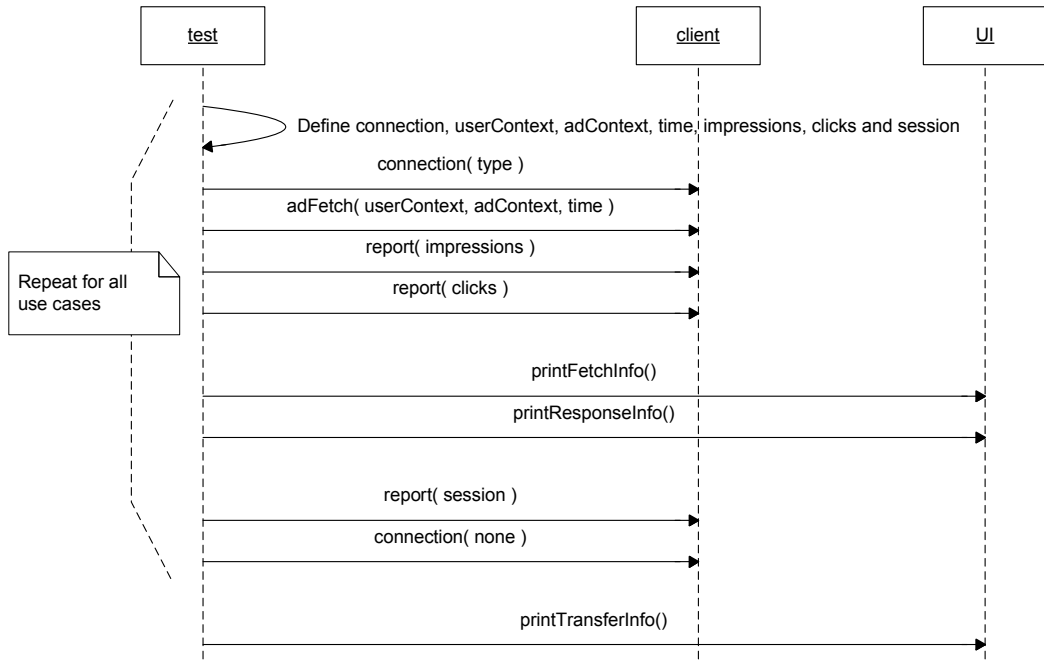 test
client
UI
Define connection, userContext, adContext, time, impressions, clicks and session
connection( type )
adFetch( userContext, adContext, time )
report( impressions )
Repeat for all
use cases
report( clicks )
printFetchInfo()
printResponseInfo()
report( session )
connection( none )
printTransferInfo()